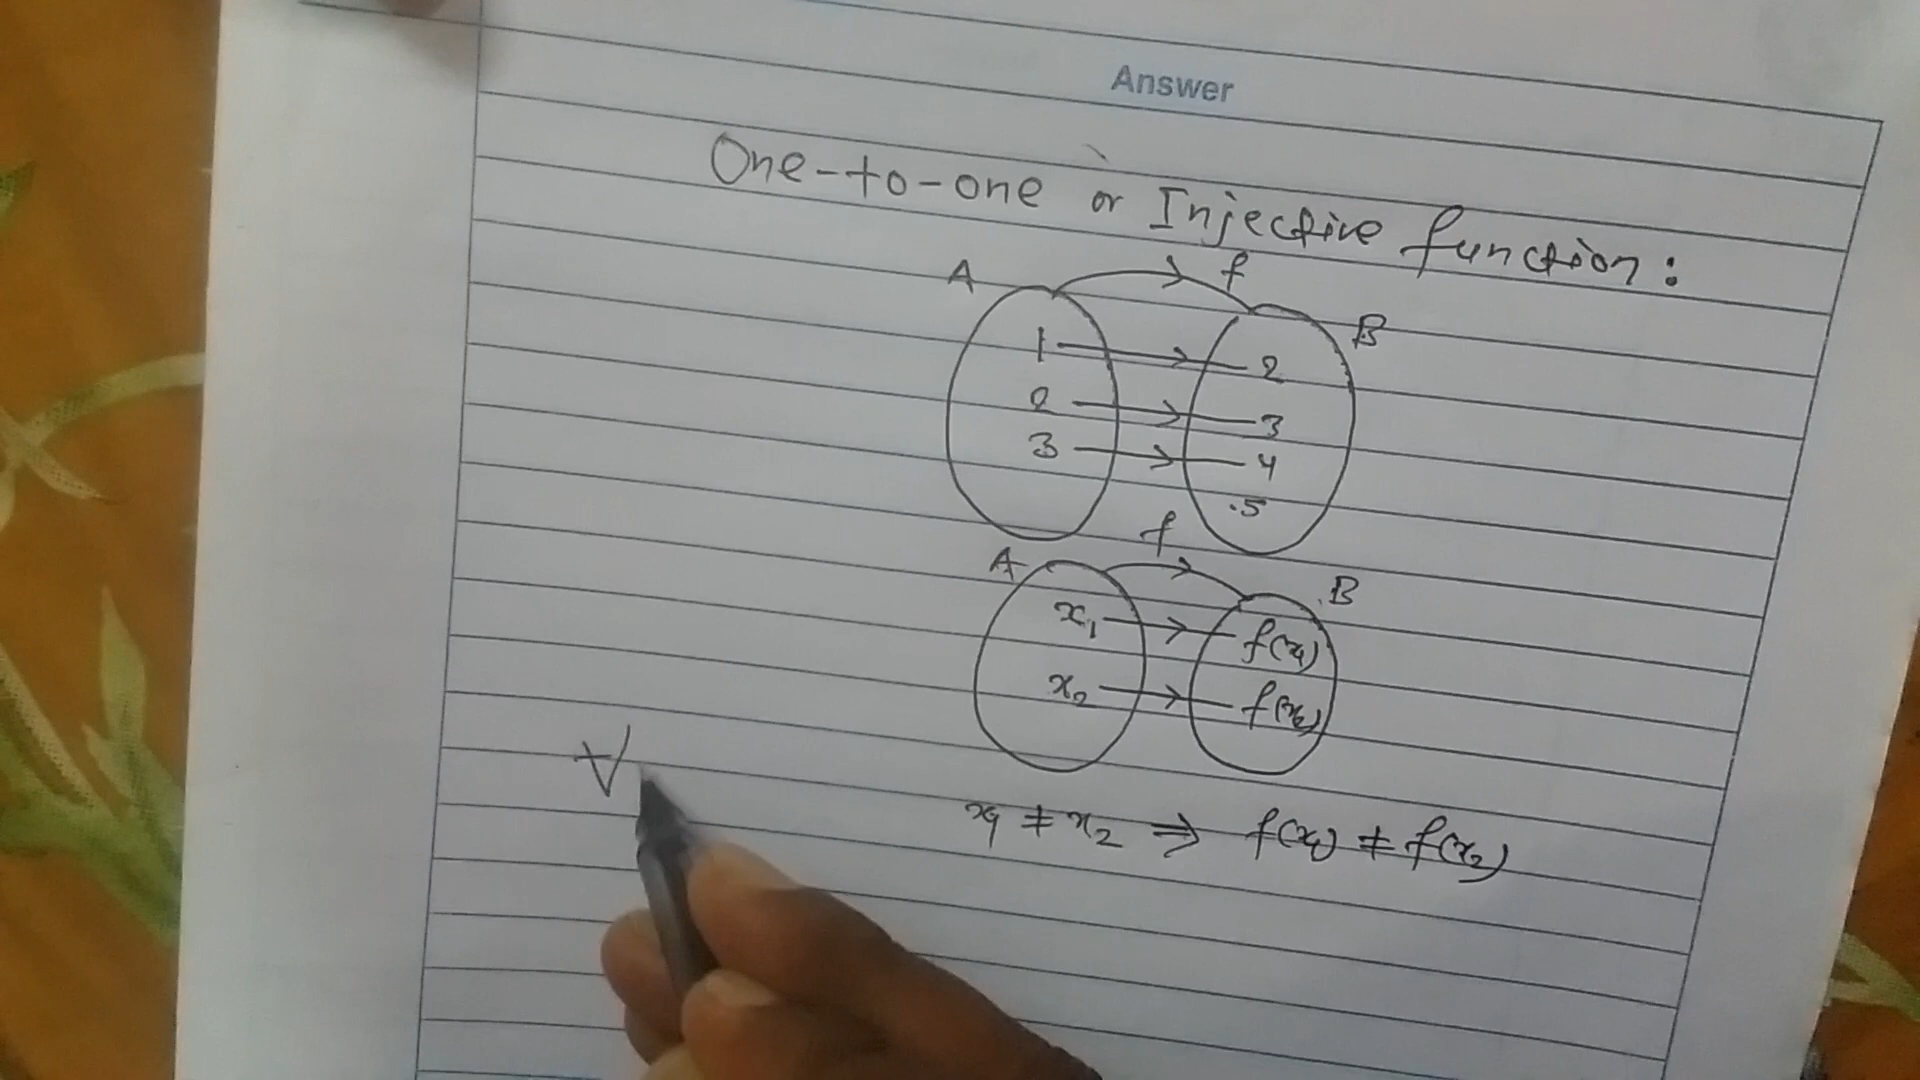 Answer
One-to-one or Injective function:
A f B
1 2
2 3
3 4
.5
A f B
x₁ f(x₁)
x₂ f(x₂)
∀
x₁ ≠ x₂ ⇒ f(x₁) ≠ f(x₂)